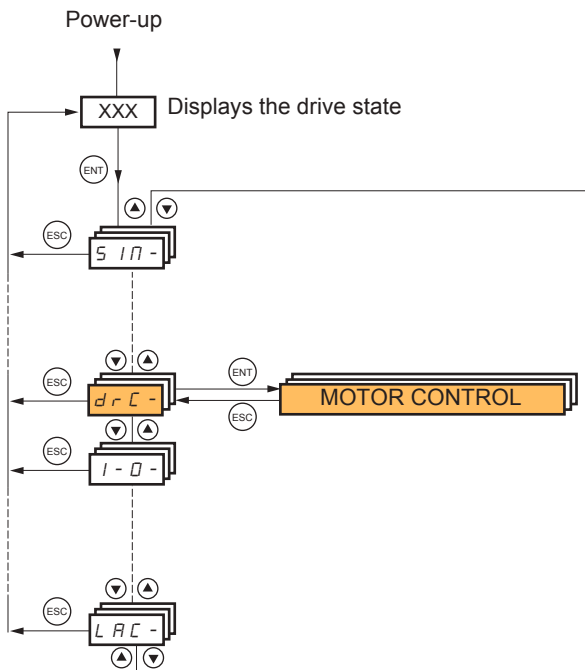 Power-up
XXX Displays the drive state
ENT
ESC
SIM-
ENT
ESC
drC-
MOTOR CONTROL
ESC
ESC
I-O-
ESC
LAC-